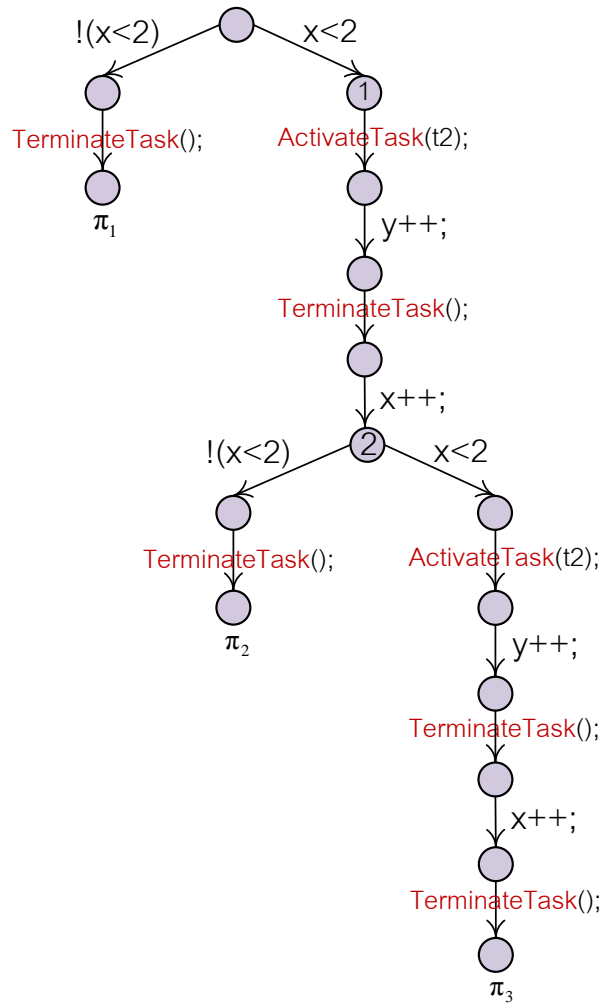 !(x<2)
x<2
1
TerminateTask();
ActivateTask(t2);
π1
y++;
TerminateTask();
x++;
2
!(x<2)
x<2
TerminateTask();
ActivateTask(t2);
π2
y++;
TerminateTask();
x++;
TerminateTask();
π3